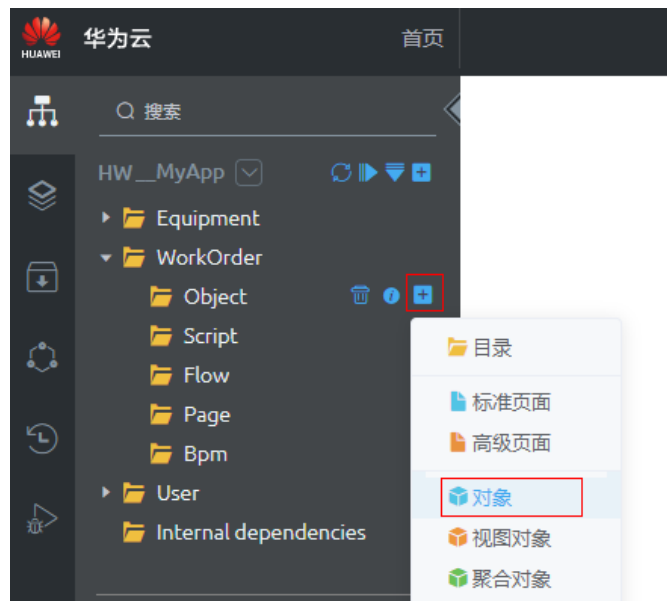 HUAWEI 华为云 首页
搜索
HW__MyApp
Equipment
WorkOrder
Object
Script
Flow
Page
Bpm
User
Internal dependencies
目录
标准页面
高级页面
对象
视图对象
聚合对象